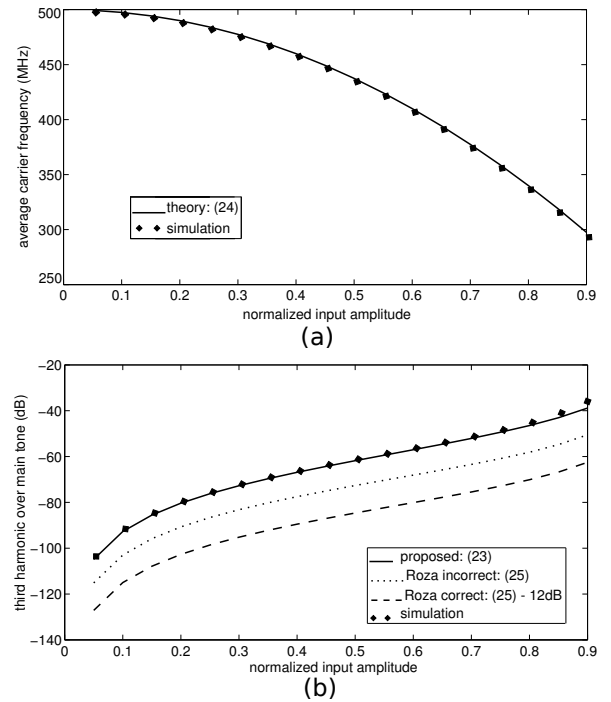 500
450
400
350
300
250
average carrier frequency (MHz)
theory: (24)
simulation
0 0.1 0.2 0.3 0.4 0.5 0.6 0.7 0.8 0.9
normalized input amplitude
(a)
−20
−40
−60
−80
−100
−120
−140
third harmonic over main tone (dB)
proposed: (23)
Roza incorrect: (25)
Roza correct: (25) - 12dB
simulation
0 0.1 0.2 0.3 0.4 0.5 0.6 0.7 0.8 0.9
normalized input amplitude
(b)